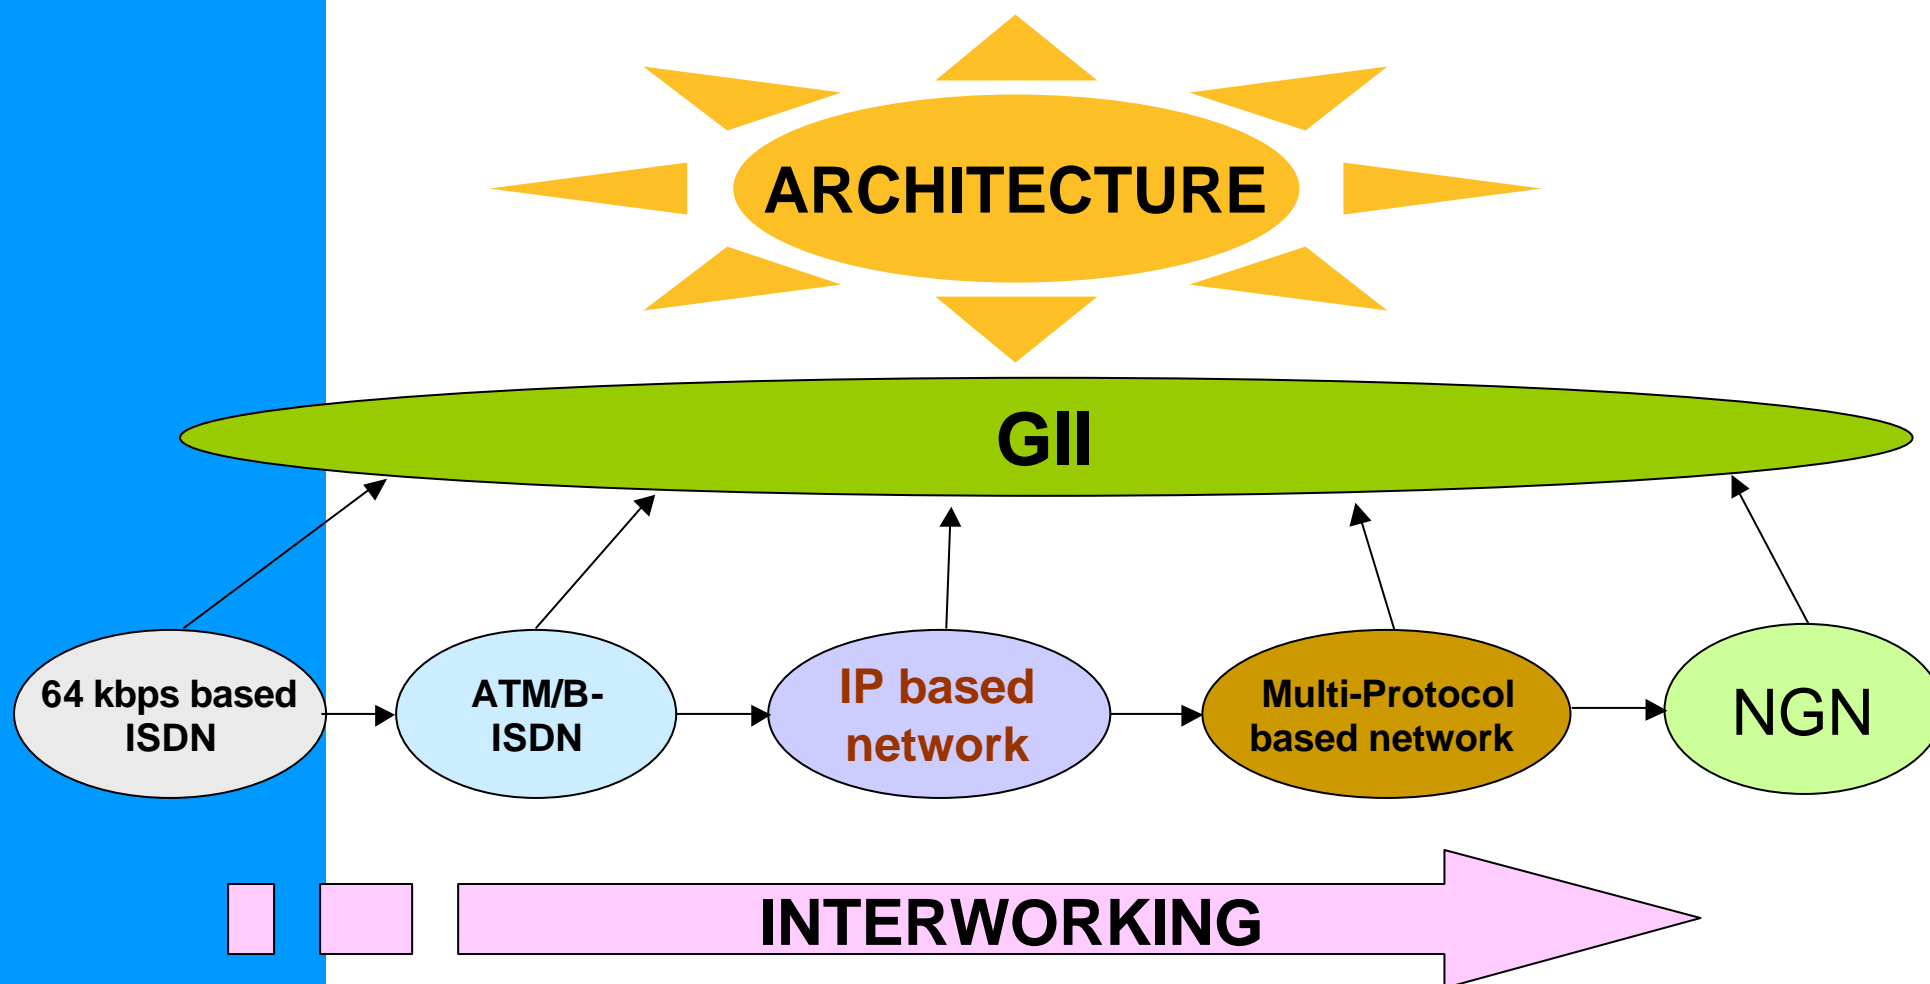 ARCHITECTURE
GII
64 kbps based
ISDN
ATM/B-
ISDN
IP based
network
Multi-Protocol
based network
NGN
INTERWORKING